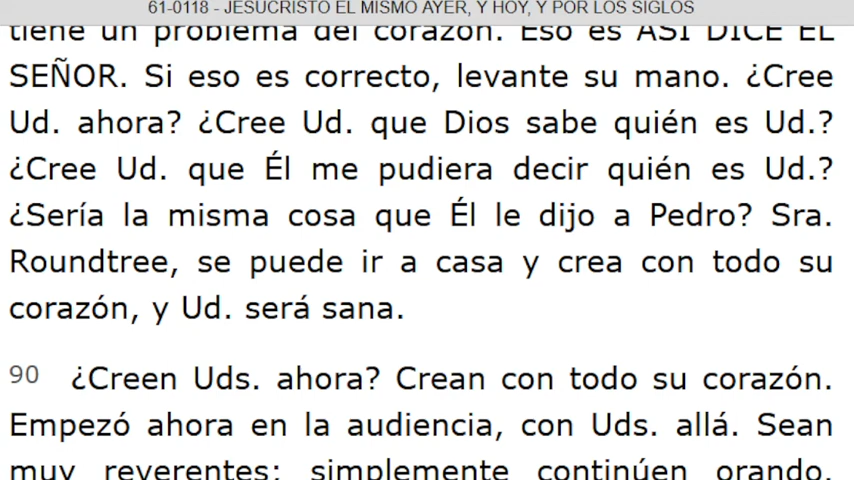 61-0118 - JESUCRISTO EL MISMO AYER, Y HOY, Y POR LOS SIGLOS
tiene un problema del corazón. Eso es ASÍ DICE EL
SEÑOR. Si eso es correcto, levante su mano. ¿Cree
Ud. ahora? ¿Cree Ud. que Dios sabe quién es Ud.?
¿Cree Ud. que Él me pudiera decir quién es Ud.?
¿Sería la misma cosa que Él le dijo a Pedro? Sra.
Roundtree, se puede ir a casa y crea con todo su
corazón, y Ud. será sana.
90 ¿Creen Uds. ahora? Crean con todo su corazón.
Empezó ahora en la audiencia, con Uds. allá. Sean
muy reverentes; simplemente continúen orando.